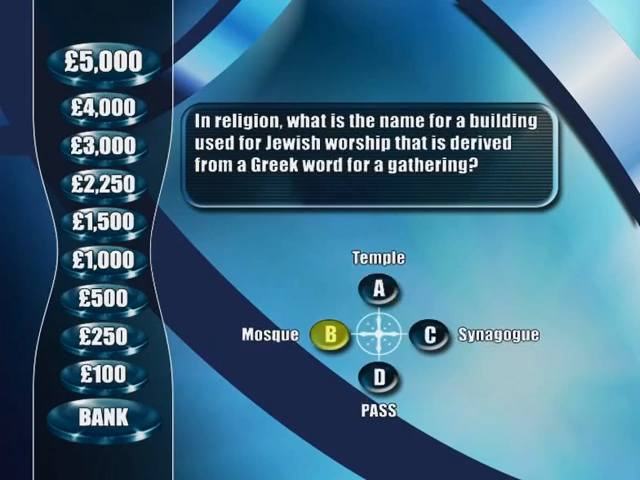 £5,000
£4,000
£3,000
£2,250
£1,500
£1,000
£500
£250
£100
BANK
In religion, what is the name for a building
used for Jewish worship that is derived
from a Greek word for a gathering?
Temple
A
Mosque B C Synagogue
D
PASS